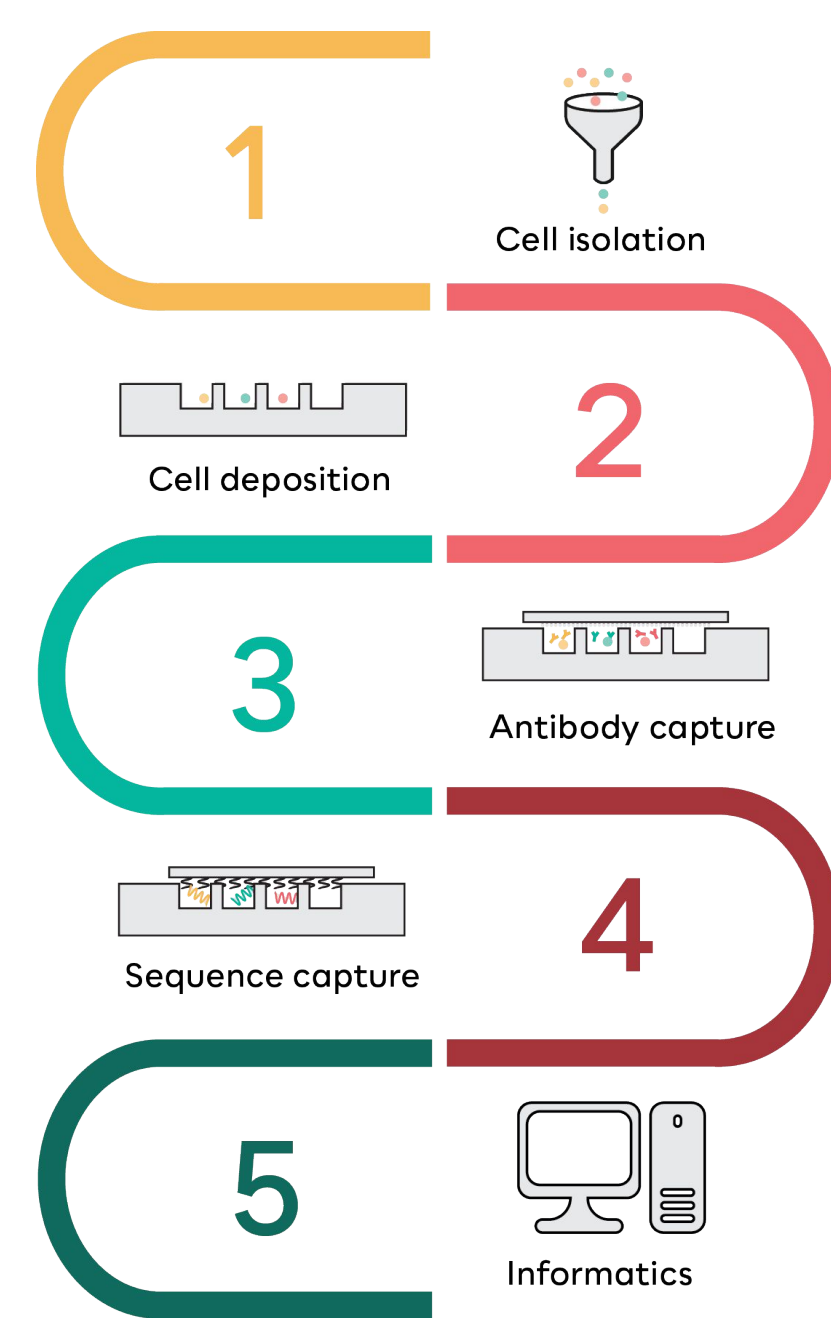 1
Cell isolation
2
Cell deposition
3
Antibody capture
4
Sequence capture
5
Informatics